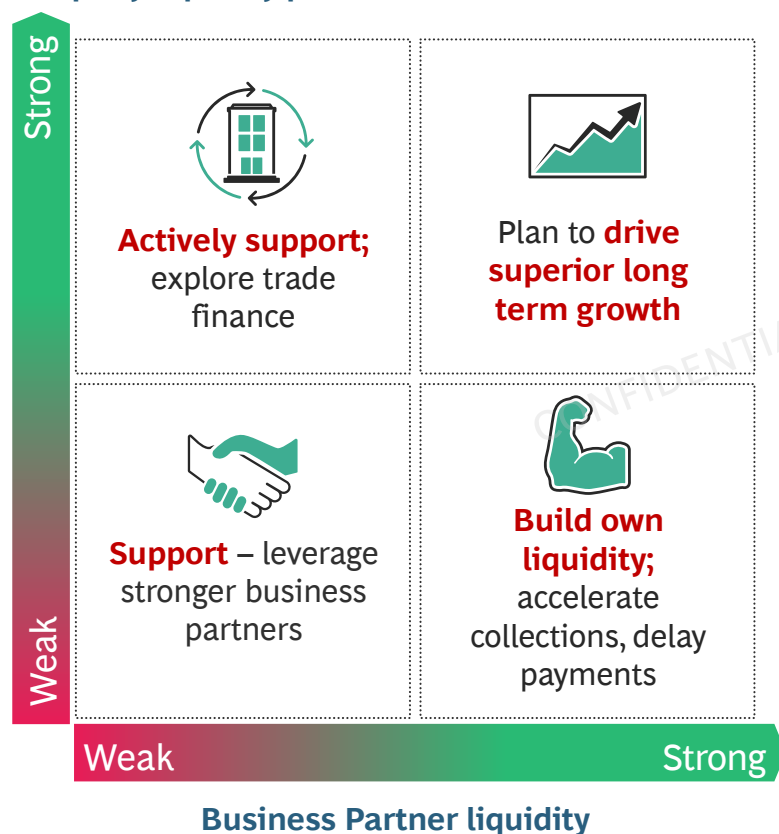 Strong
Actively support;
explore trade
finance
Plan to drive
superior long
term growth
CONFIDENTIA
Support – leverage
stronger business
partners
Build own
liquidity;
accelerate
collections, delay
payments
Weak
Weak
Strong
Business Partner liquidity